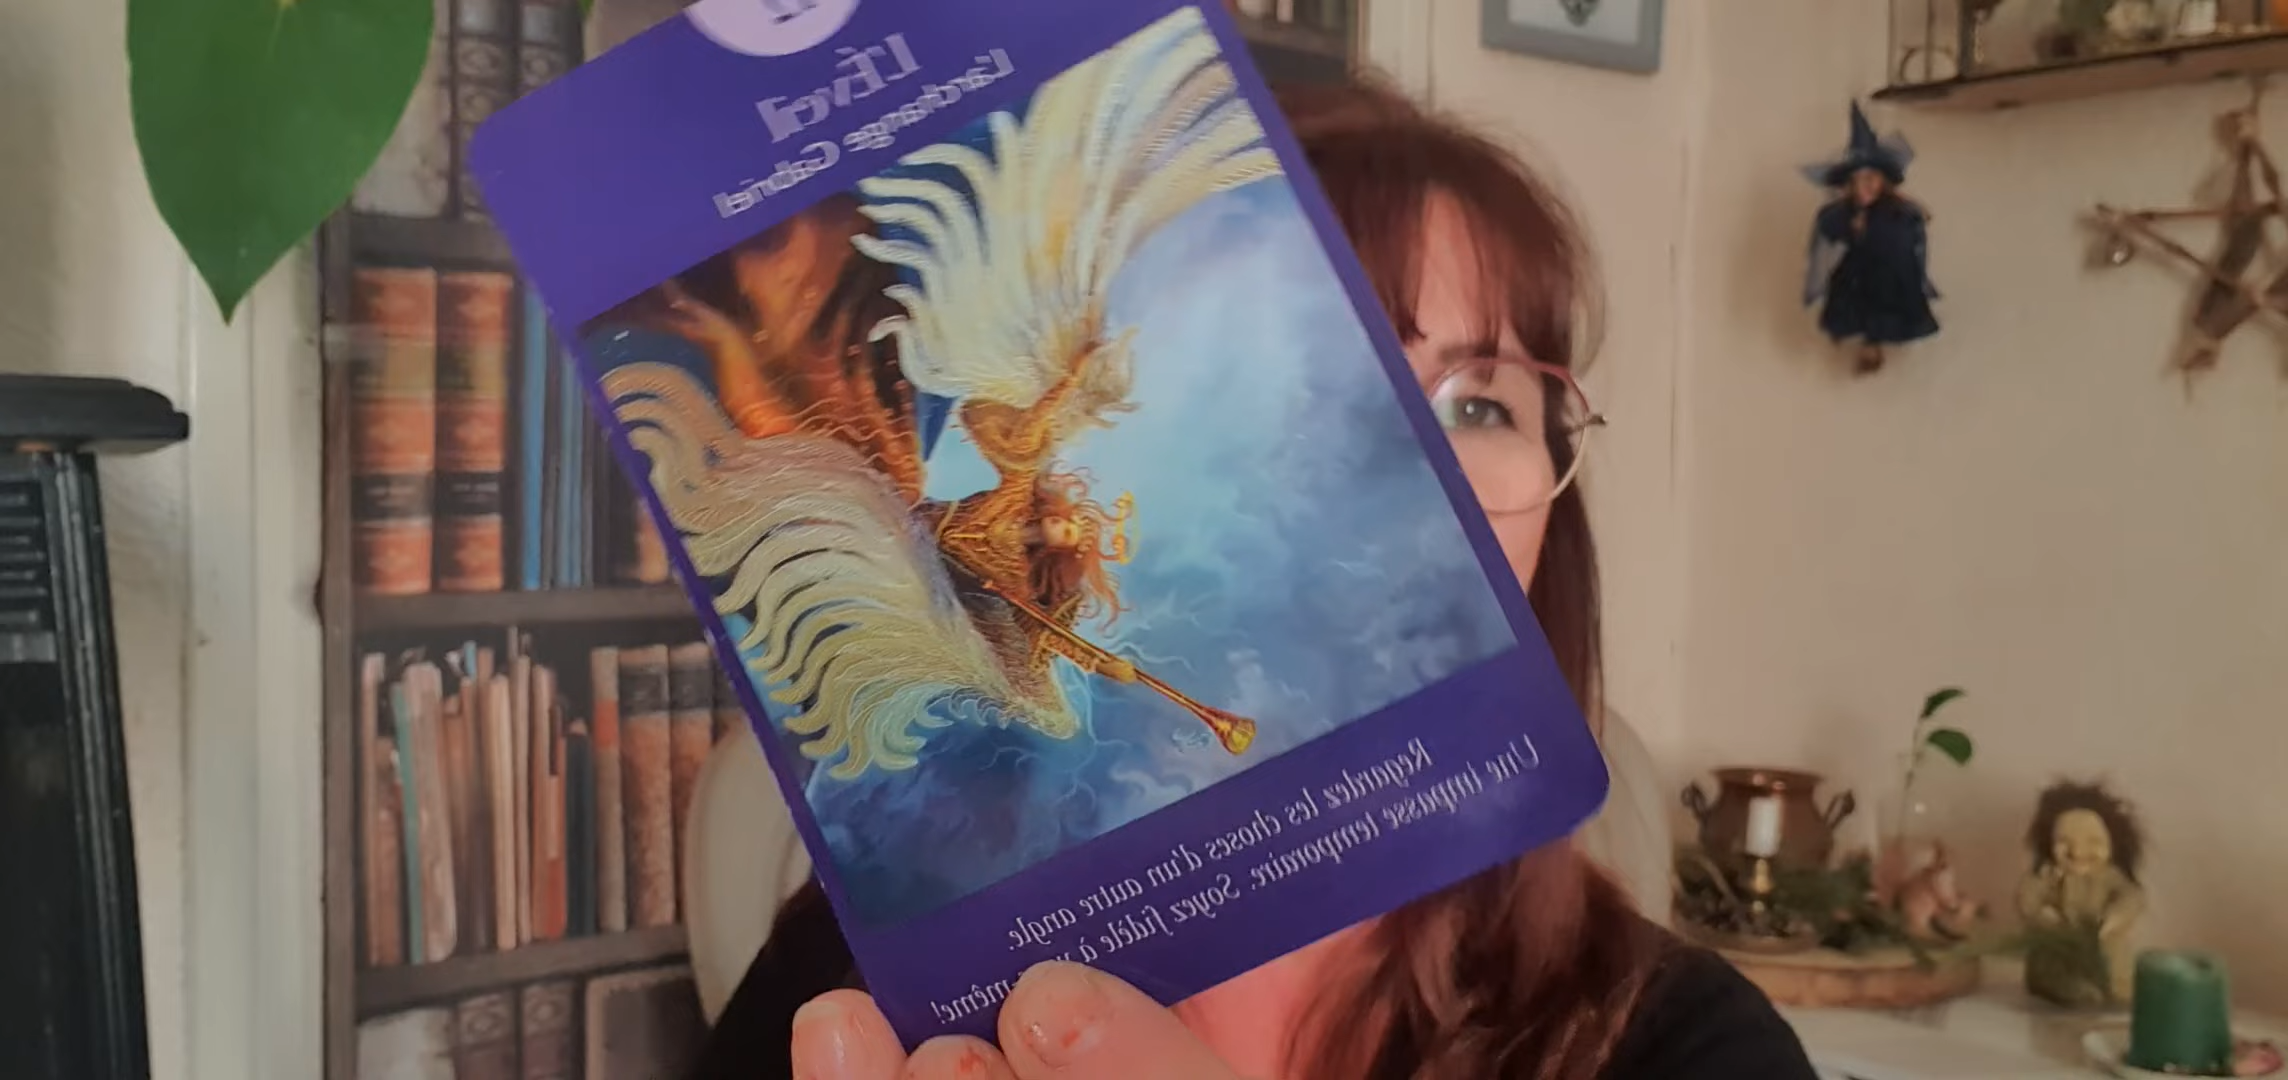 L'Éveil
L'archange Gabriel
Regardez les choses d'un autre angle.
Une impasse temporaire. Soyez fidèle à
-même!